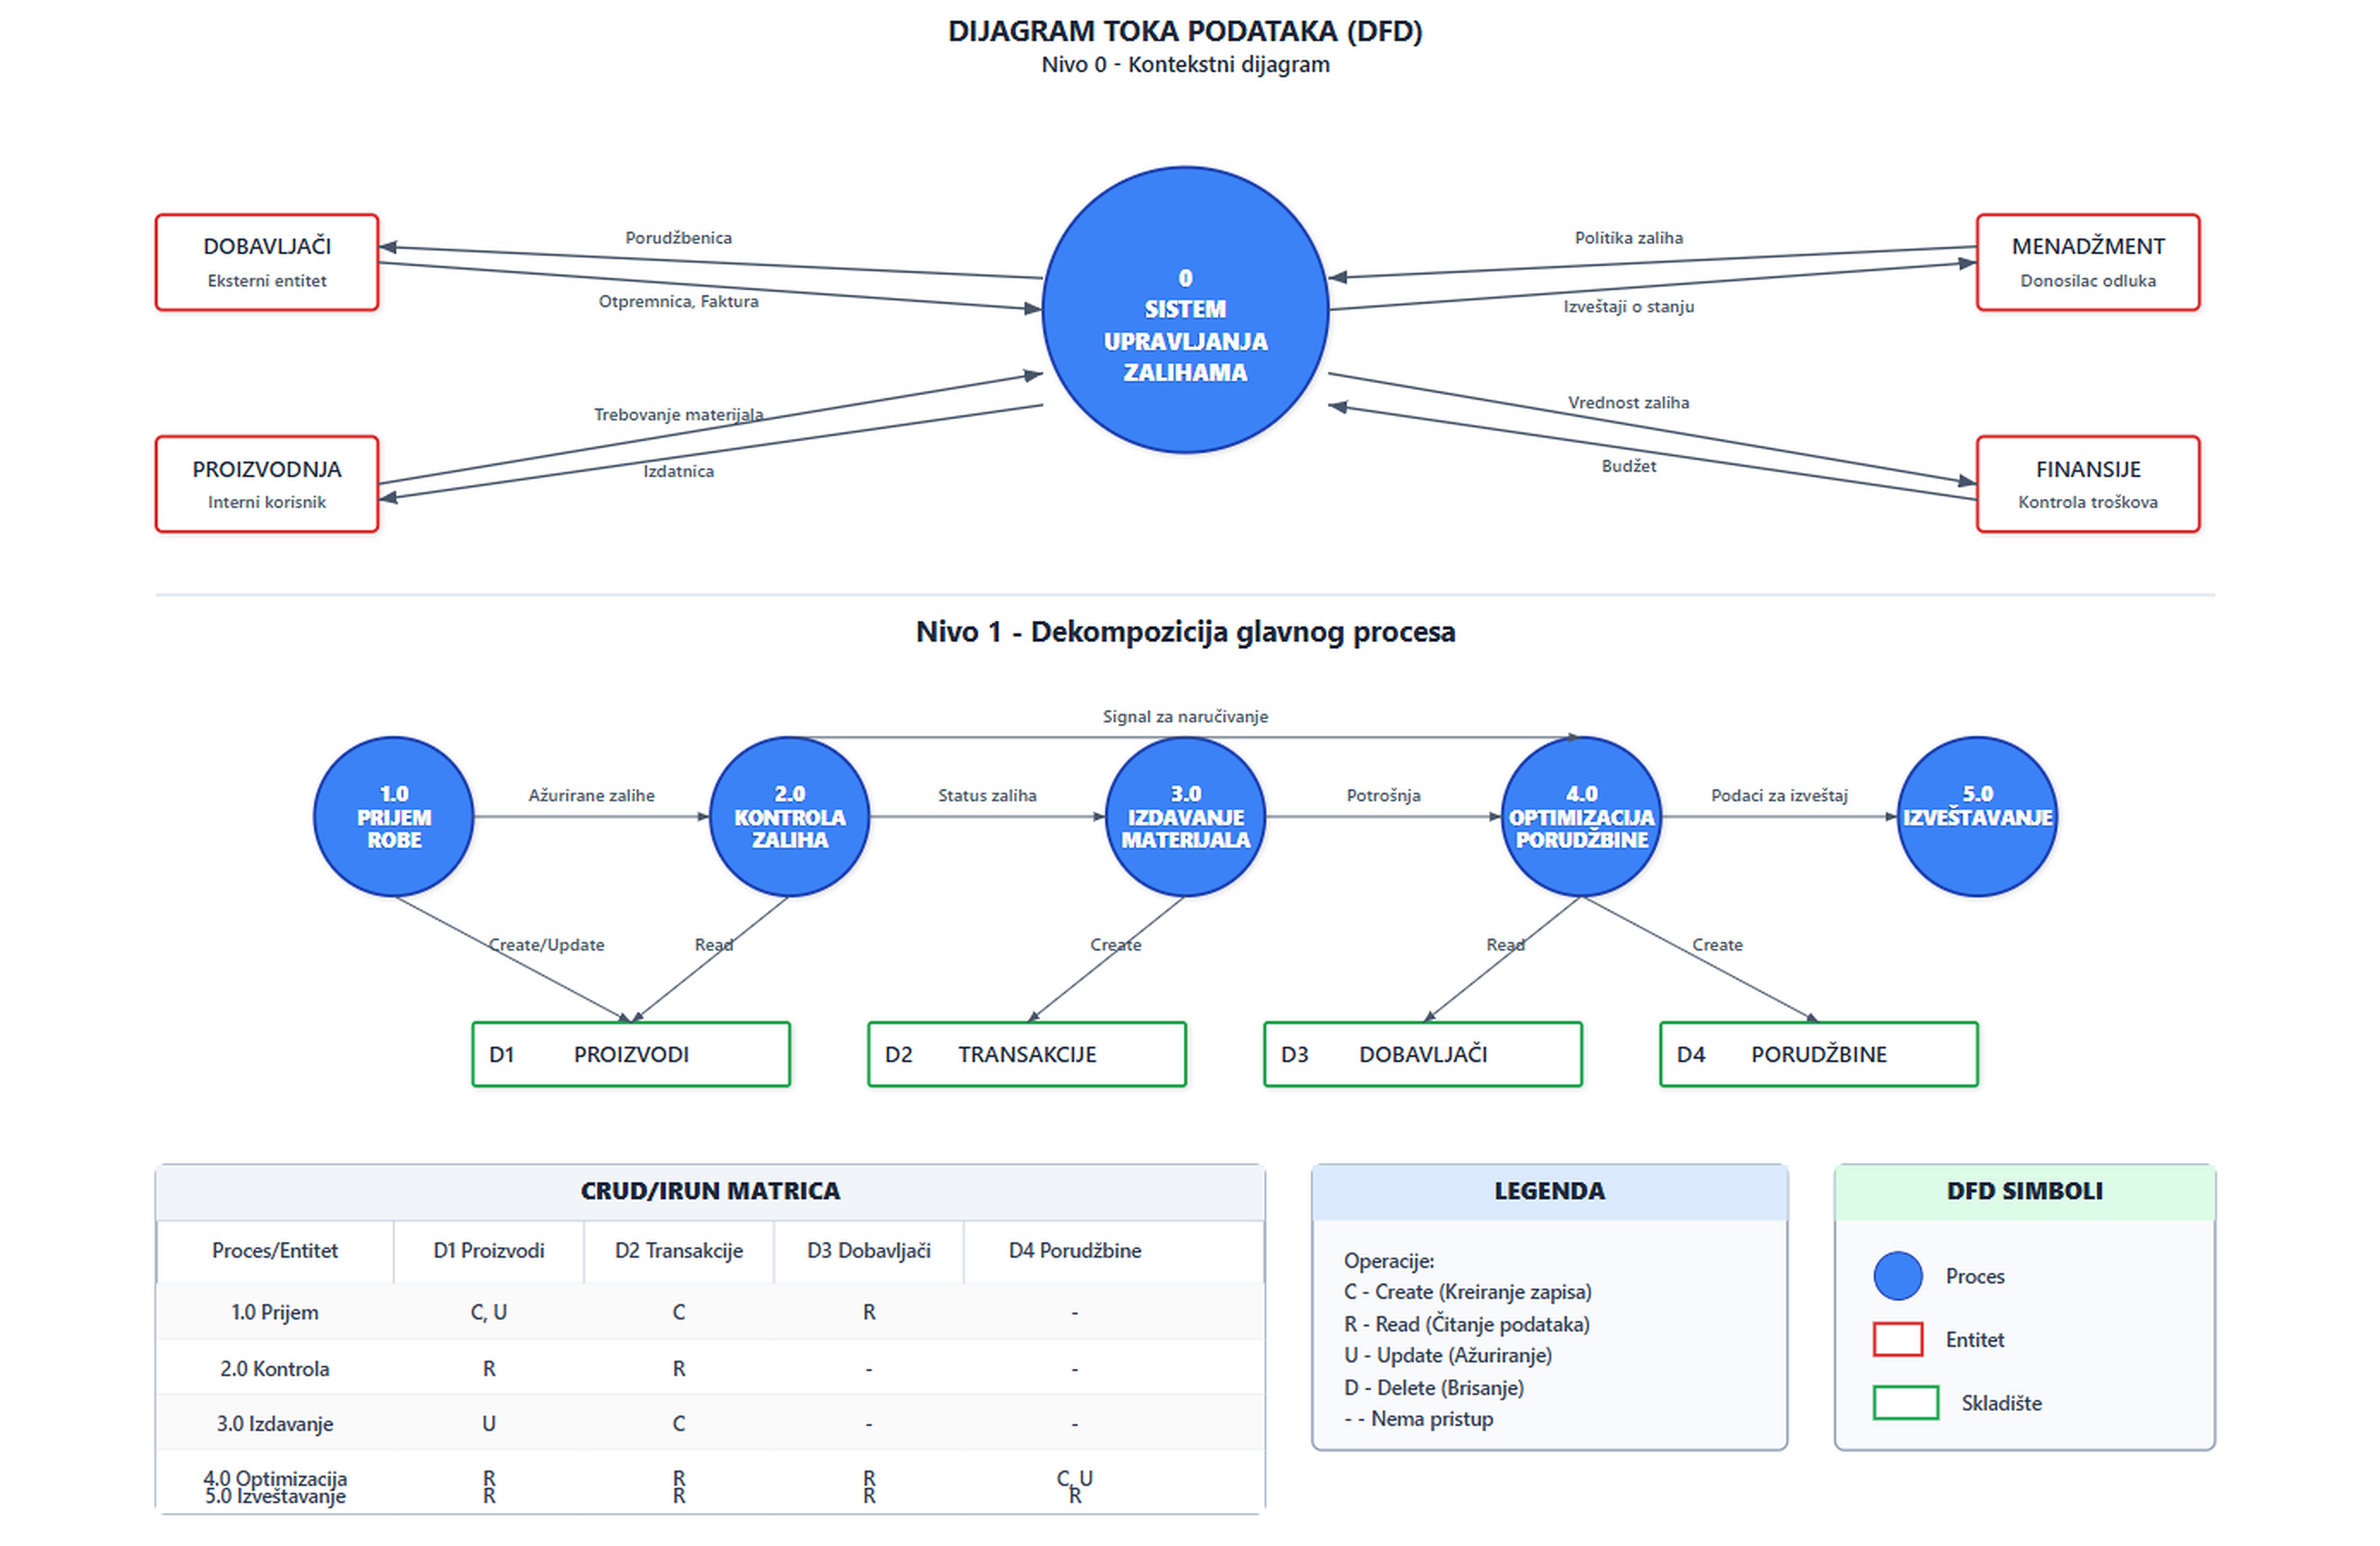 DIJAGRAM TOKA PODATAKA (DFD)
Nivo 0 - Kontekstni dijagram
DOBAVLJAČI
Eksterni entitet
Porudžbenica
Otpremnica, Faktura
0
SISTEM
UPRAVLJANJA
ZALIHAMA
Politika zaliha
Izveštaji o stanju
MENADŽMENT
Donosilac odluka
PROIZVODNJA
Interni korisnik
Trebovanje materijala
Izdatnica
Vrednost zaliha
Budžet
FINANSIJE
Kontrola troškova
Nivo 1 - Dekompozicija glavnog procesa
Signal za naručivanje
1.0
PRIJEM
ROBE
Ažurirane zalihe
2.0
KONTROLA
ZALIHA
Status zaliha
3.0
IZDAVANJE
MATERIJALA
Potrošnja
4.0
OPTIMIZACIJA
PORUDŽBINE
Podaci za izveštaj
5.0
IZVEŠTAVANJE
Create/Update
Read
Create
Read
Create
D1 PROIZVODI
D2 TRANSAKCIJE
D3 DOBAVLJAČI
D4 PORUDŽBINE
CRUD/IRUN MATRICA
Proces/Entitet D1 Proizvodi D2 Transakcije D3 Dobavljači D4 Porudžbine
1.0 Prijem C, U C R -
2.0 Kontrola R R - -
3.0 Izdavanje U C - -
4.0 Optimizacija R R R C, U
5.0 Izveštavanje R R R R
LEGENDA
Operacije:
C - Create (Kreiranje zapisa)
R - Read (Čitanje podataka)
U - Update (Ažuriranje)
D - Delete (Brisanje)
- - Nema pristup
DFD SIMBOLI
Proces
Entitet
Skladište